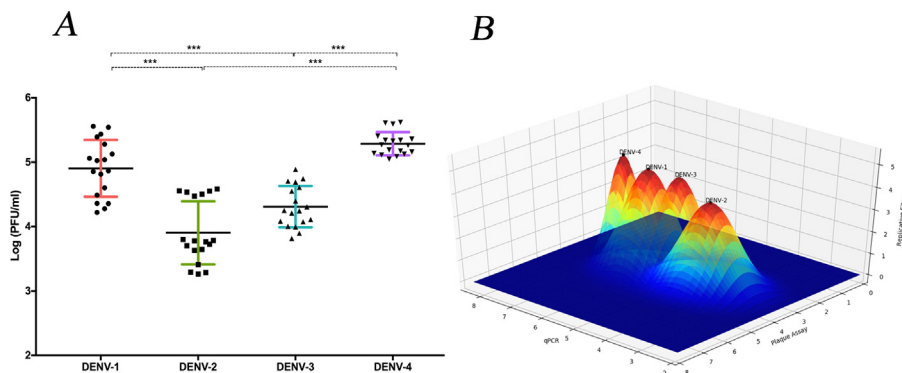 A
B
*** ***
*** ***
6
5
4
3
2
Log (PFU/ml)
DENV-1 DENV-2 DENV-3 DENV-4
DENV-4
DENV-1
DENV-3
DENV-2
5
4
3
2
1
0
Replicative
8 7 6 5 4 3 2
qPCR
8 7 6 5 4 3 2 1 0
Plaque Assay